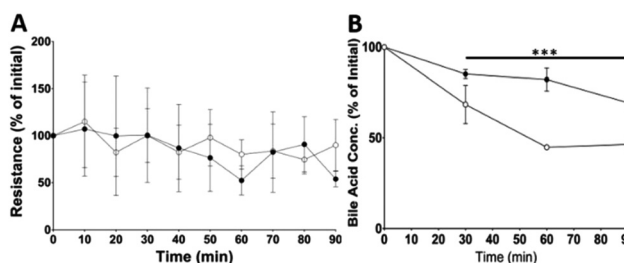 A
Resistance (% of initial)
200
150
100
50
0
0 10 20 30 40 50 60 70 80 90
Time (min)
B
Bile Acid Conc. (% of Initial)
***
100
50
0
0 10 20 30 40 50 60 70 80 90
Time (min)